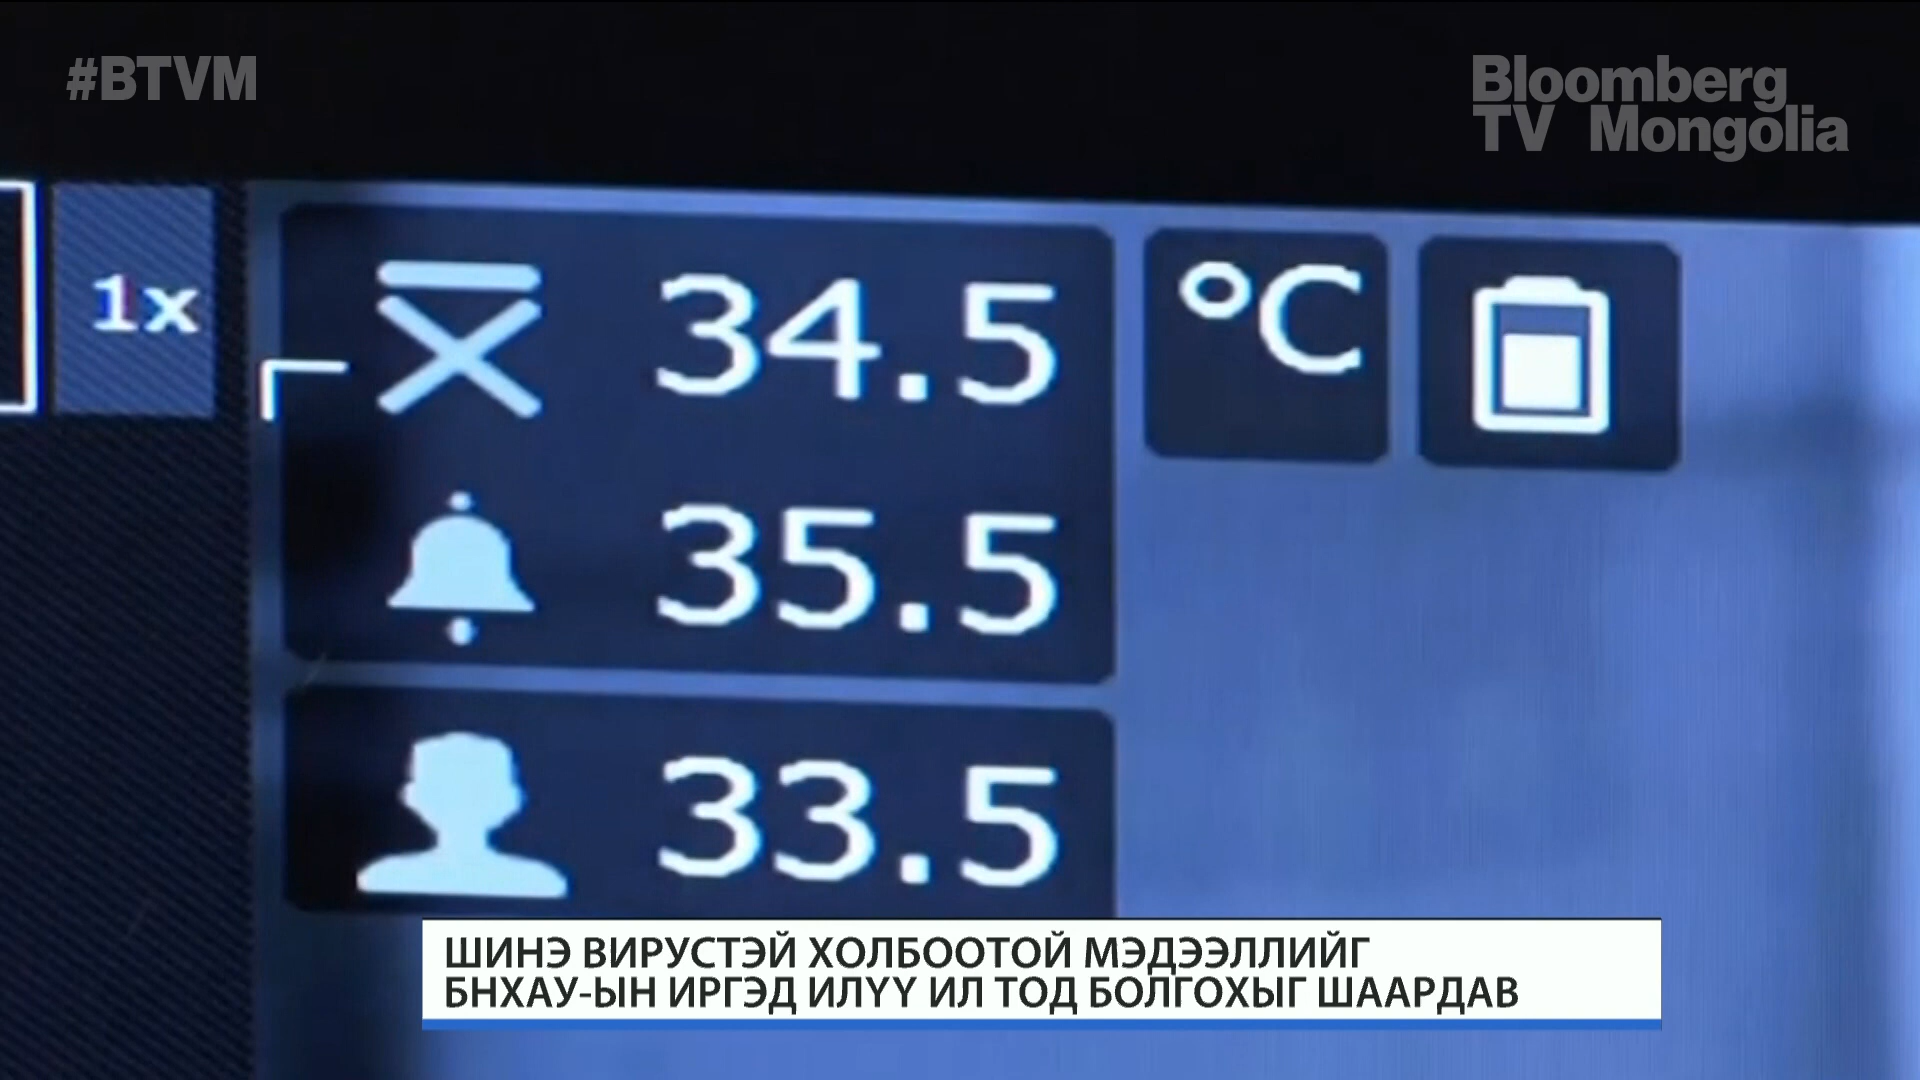 #BTVM
Bloomberg
TV Mongolia
1x
34.5
°C
35.5
33.5
ШИНЭ ВИРУСТЭЙ ХОЛБООТОЙ МЭДЭЭЛЛИЙГ
БНХАУ-ЫН ИРГЭД ИЛҮҮ ИЛ ТОД БОЛГОХЫГ ШААРДАВ